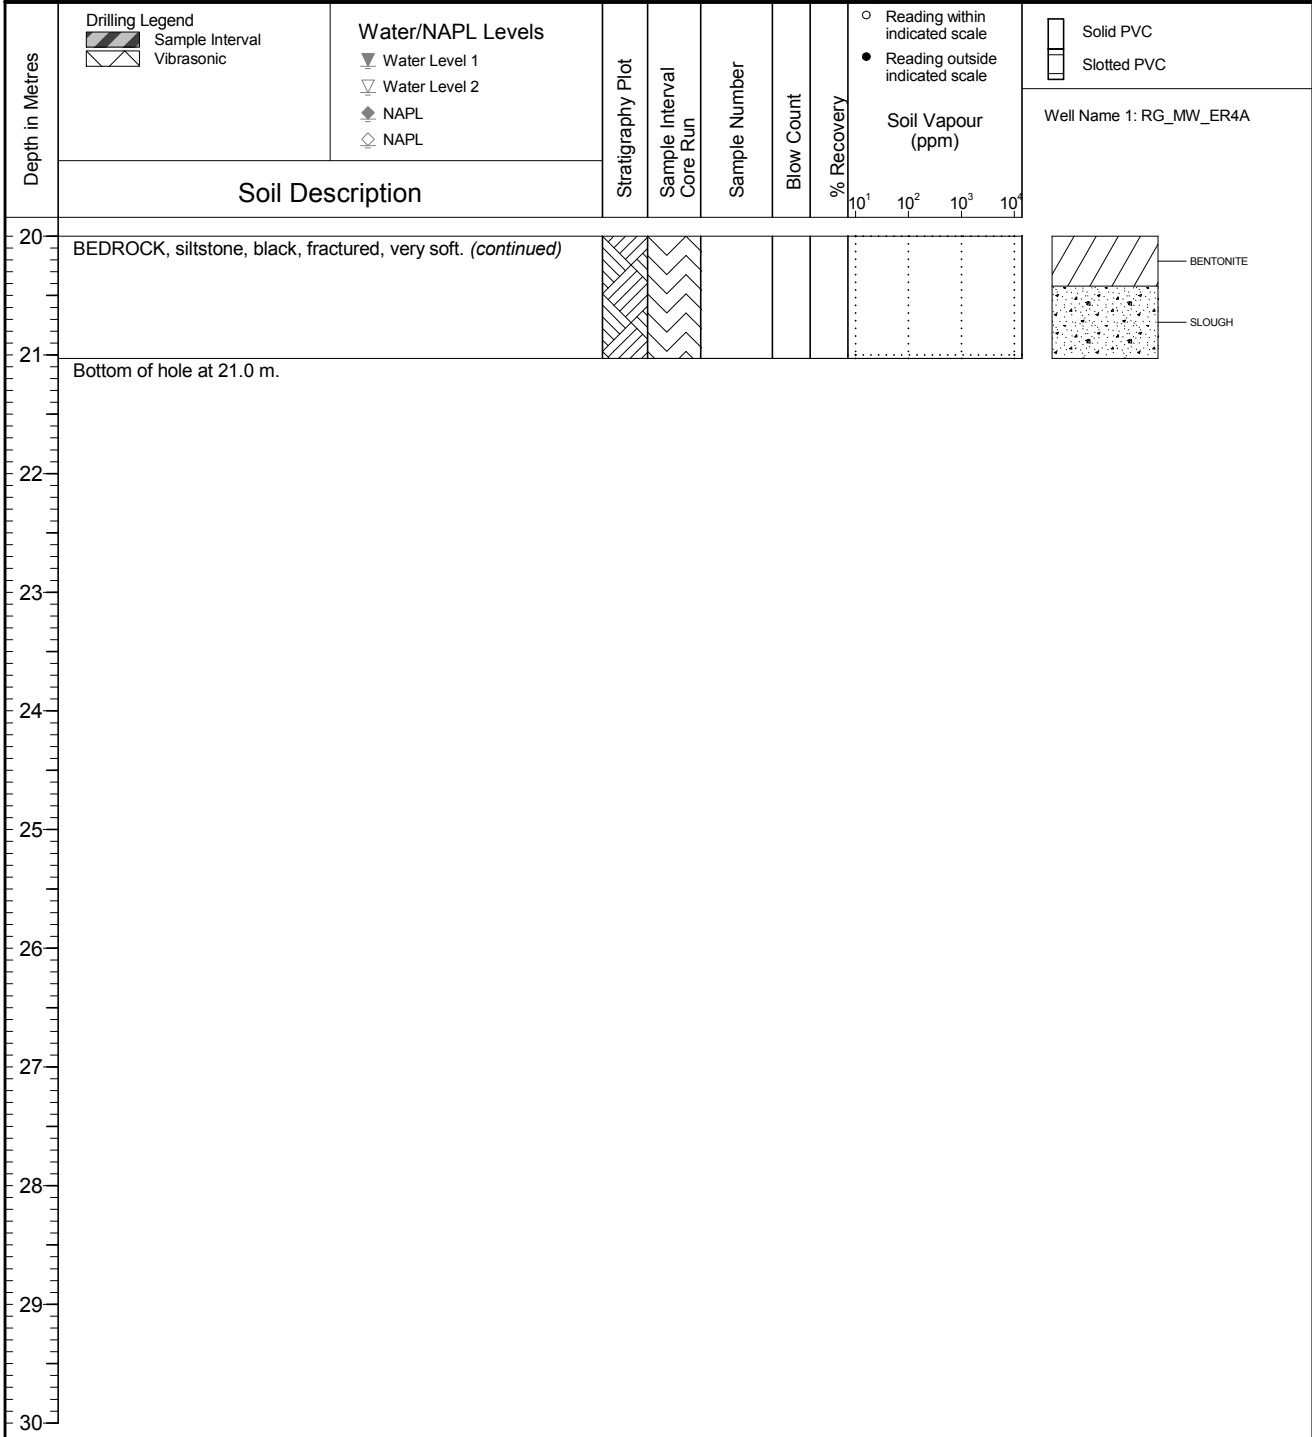 Depth in Metres
Drilling Legend
Sample Interval
Vibrasonic
Water/NAPL Levels
Water Level 1
Water Level 2
NAPL
NAPL
Soil Description
Stratigraphy Plot
Sample Interval
Core Run
Sample Number
Blow Count
% Recovery
Reading within
indicated scale
Reading outside
indicated scale
Soil Vapour
(ppm)
10¹ 10² 10³ 10⁴
Solid PVC
Slotted PVC
Well Name 1: RG_MW_ER4A
20
BEDROCK, siltstone, black, fractured, very soft. (continued)
BENTONITE
SLOUGH
21
Bottom of hole at 21.0 m.
22
23
24
25
26
27
28
29
30